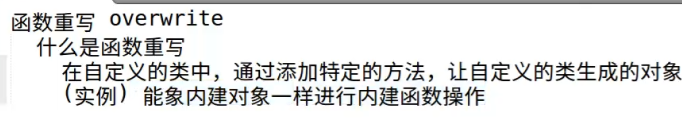 函数重写 overwrite
什么是函数重写
在自定义的类中，通过添加特定的方法，让自定义的类生成的对象
(实例) 能象内建对象一样进行内建函数操作